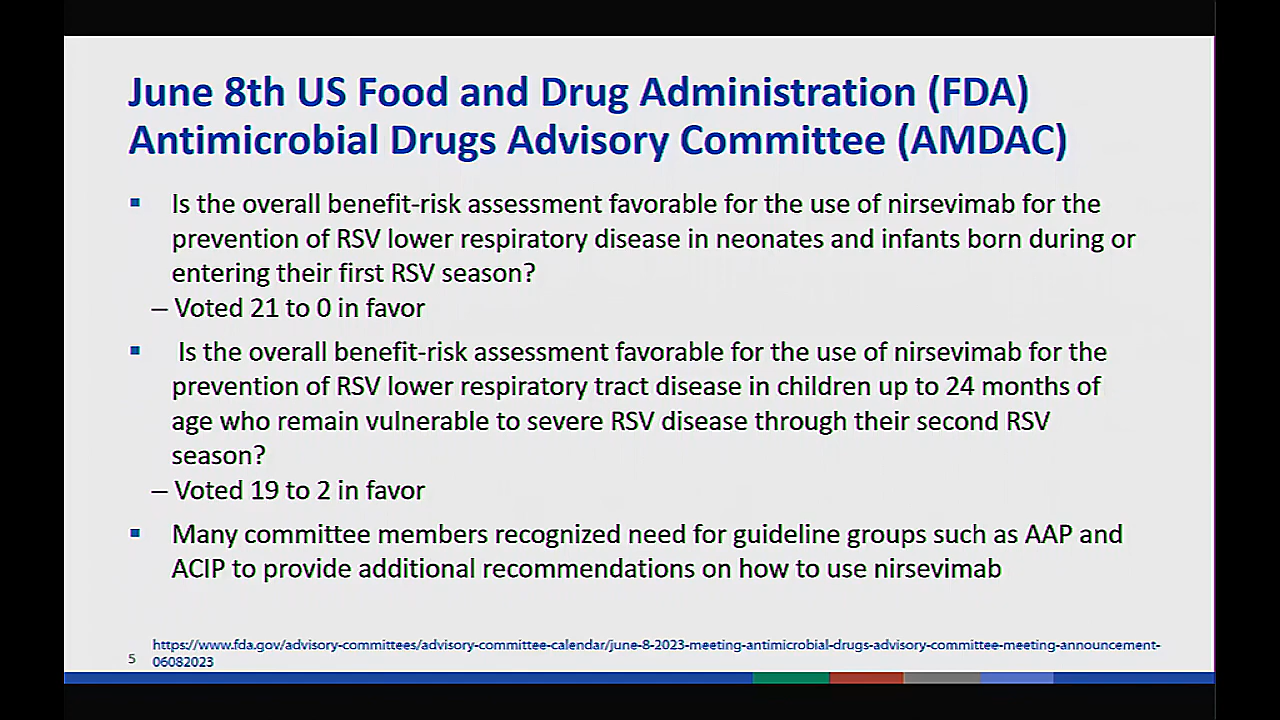 June 8th US Food and Drug Administration (FDA)
Antimicrobial Drugs Advisory Committee (AMDAC)
▪ Is the overall benefit-risk assessment favorable for the use of nirsevimab for the
prevention of RSV lower respiratory disease in neonates and infants born during or
entering their first RSV season?
– Voted 21 to 0 in favor
▪ Is the overall benefit-risk assessment favorable for the use of nirsevimab for the
prevention of RSV lower respiratory tract disease in children up to 24 months of
age who remain vulnerable to severe RSV disease through their second RSV
season?
– Voted 19 to 2 in favor
▪ Many committee members recognized need for guideline groups such as AAP and
ACIP to provide additional recommendations on how to use nirsevimab
https://www.fda.gov/advisory-committees/advisory-committee-calendar/june-8-2023-meeting-antimicrobial-drugs-advisory-committee-meeting-announcement-
5 06082023